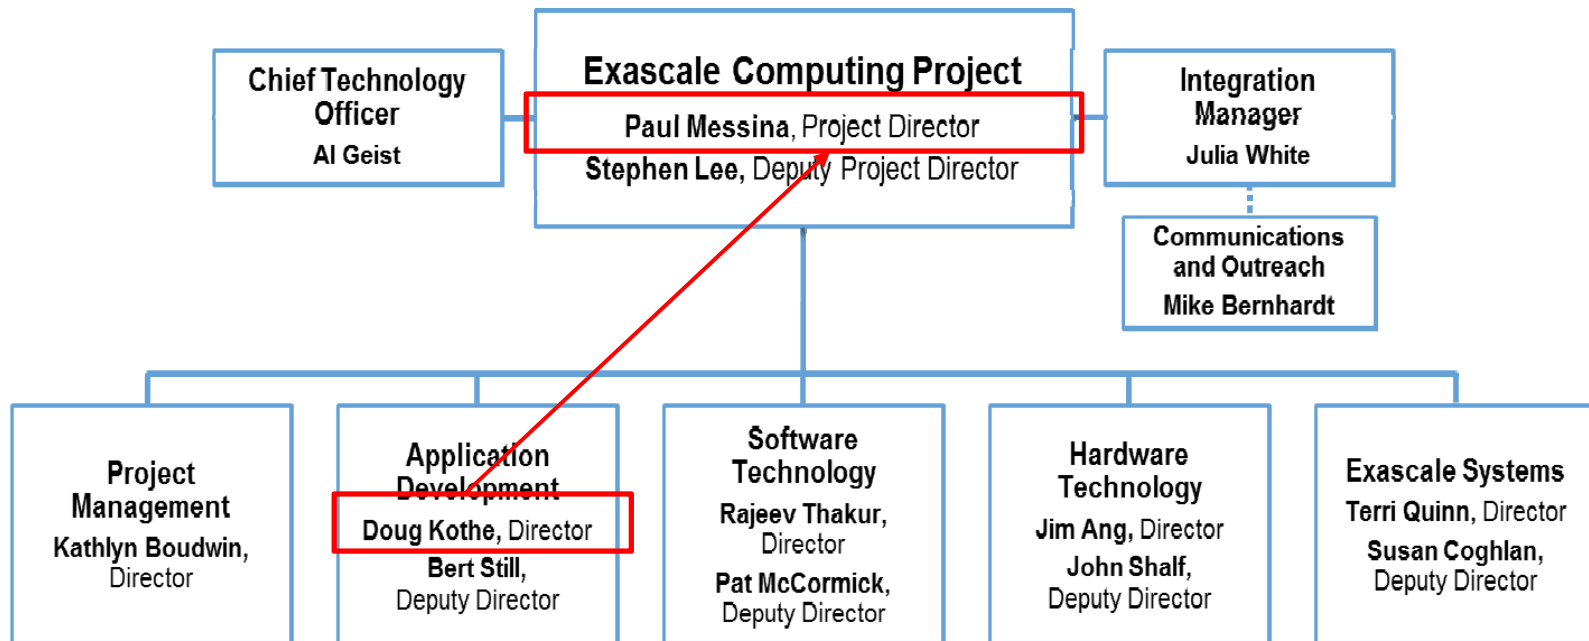 Chief Technology
Officer
Al Geist
Exascale Computing Project
Paul Messina, Project Director
Stephen Lee, Deputy Project Director
Integration
Manager
Julia White
Communications
and Outreach
Mike Bernhardt
Project
Management
Kathlyn Boudwin,
Director
Application
Development
Doug Kothe, Director
Bert Still,
Deputy Director
Software
Technology
Rajeev Thakur,
Director
Pat McCormick,
Deputy Director
Hardware
Technology
Jim Ang, Director
John Shalf,
Deputy Director
Exascale Systems
Terri Quinn, Director
Susan Coghlan,
Deputy Director